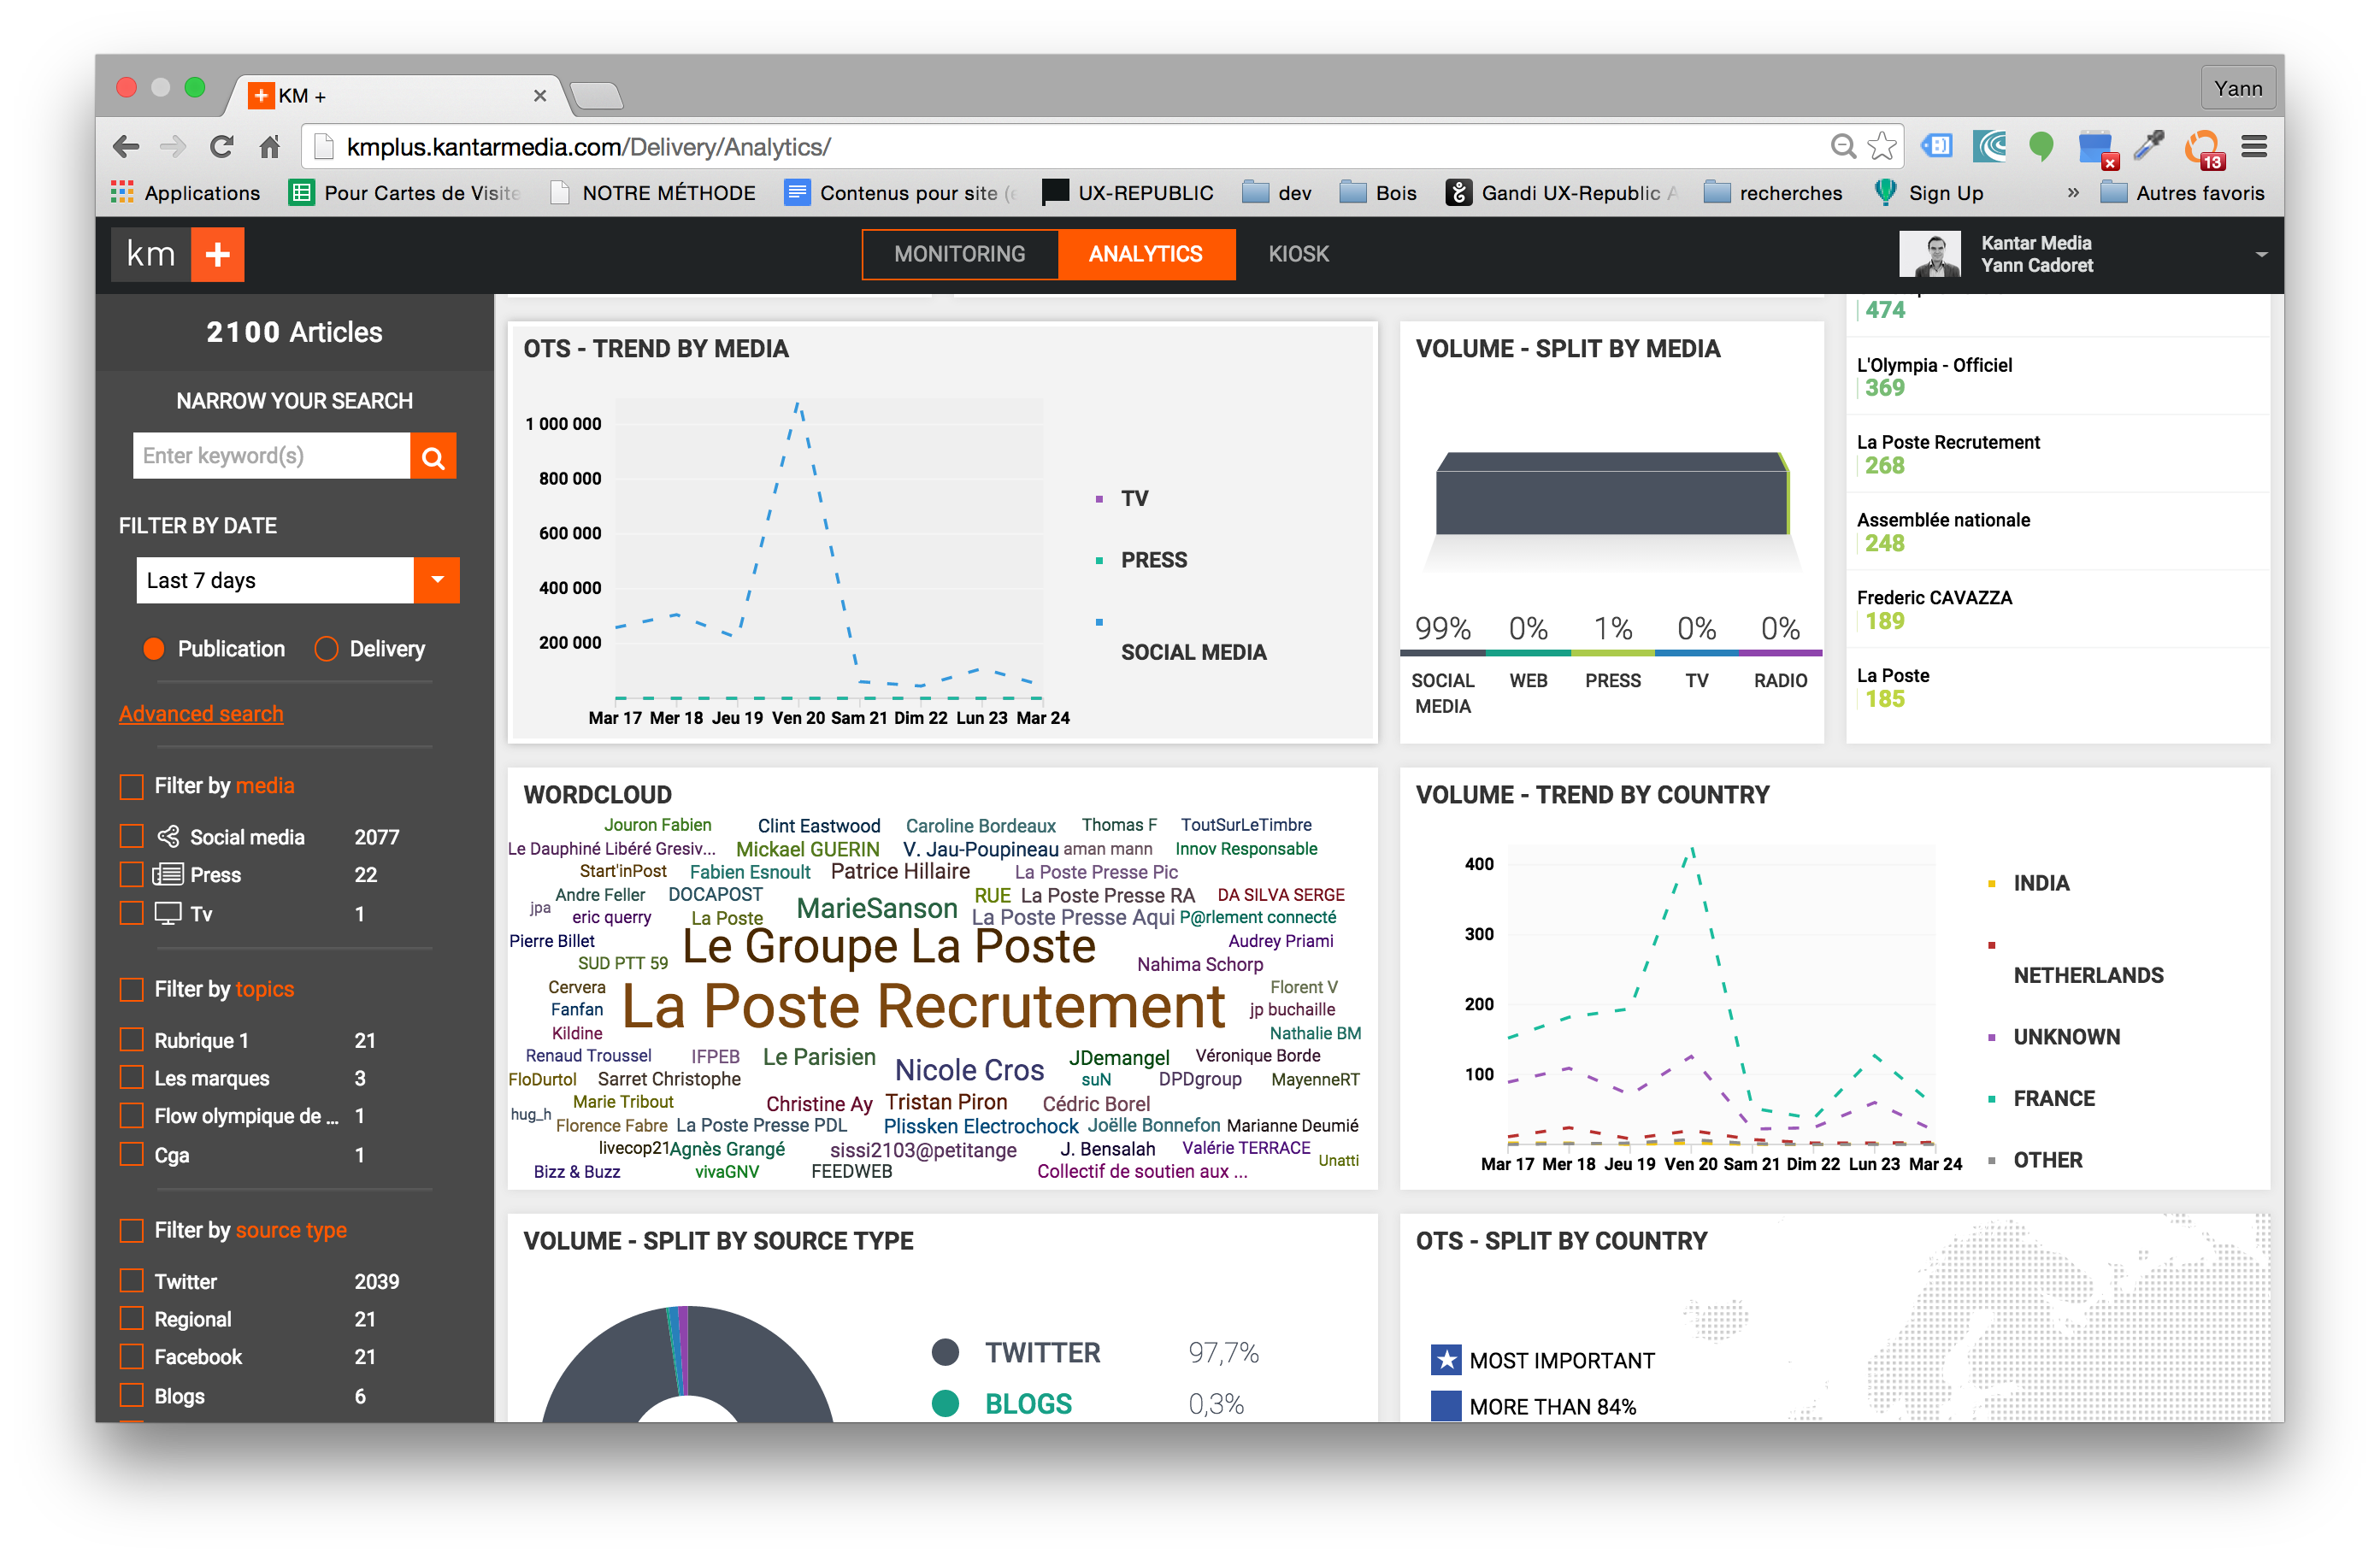 KM +
Yann
kmplus.kantarmedia.com/Delivery/Analytics/
13
Applications
Pour Cartes de Visite
NOTRE MÉTHODE
Contenus pour site (e
UX-REPUBLIC
dev
Bois
Gandi UX-Republic A
recherches
Sign Up
»
Autres favoris
km +
MONITORING
ANALYTICS
KIOSK
Kantar Media
Yann Cadoret
2100 Articles
NARROW YOUR SEARCH
Enter keyword(s)
FILTER BY DATE
Last 7 days
Publication
Delivery
Advanced search
Filter by media
Social media 2077
Press 22
Tv 1
Filter by topics
Rubrique 1 21
Les marques 3
Flow olympique de ... 1
Cga 1
Filter by source type
Twitter 2039
Regional 21
Facebook 21
Blogs 6
OTS - TREND BY MEDIA
1 000 000
800 000
600 000
400 000
200 000
Mar 17 Mer 18 Jeu 19 Ven 20 Sam 21 Dim 22 Lun 23 Mar 24
TV
PRESS
SOCIAL MEDIA
VOLUME - SPLIT BY MEDIA
99% 0% 1% 0% 0%
SOCIAL MEDIA WEB PRESS TV RADIO
474
L'Olympia - Officiel
369
La Poste Recrutement
268
Assemblée nationale
248
Frederic CAVAZZA
189
La Poste
185
WORDCLOUD
Jouron Fabien Clint Eastwood Caroline Bordeaux Thomas F ToutSurLeTimbre
Le Dauphiné Libéré Gresiv... Mickael GUERIN V. Jau-Poupineau aman mann Innov Responsable
Start'inPost Fabien Esnoult Patrice Hillaire La Poste Presse Pic
Andre Feller DOCAPOST RUE La Poste Presse RA DA SILVA SERGE
jpa eric querry La Poste MarieSanson La Poste Presse Aqui P@rlement connecté
Pierre Billet Le Groupe La Poste Audrey Priami
SUD PTT 59 Nahima Schorp
Cervera Florent V
Fanfan La Poste Recrutement jp buchaille
Kildine Nathalie BM
Renaud Troussel IFPEB Le Parisien Nicole Cros JDemangel Véronique Borde
FloDurtol Sarret Christophe suN DPDgroup MayenneRT
Marie Tribout Christine Ay Tristan Piron Cédric Borel
hug_h Florence Fabre La Poste Presse PDL Plissken Electrochock Joëlle Bonnefon Marianne Deumié
livecop21 Agnès Grangé sissi2103@petitange J. Bensalah Valérie TERRACE Unatti
Bizz & Buzz vivaGNV FEEDWEB Collectif de soutien aux ...
VOLUME - TREND BY COUNTRY
400
300
200
100
Mar 17 Mer 18 Jeu 19 Ven 20 Sam 21 Dim 22 Lun 23 Mar 24
INDIA
NETHERLANDS
UNKNOWN
FRANCE
OTHER
VOLUME - SPLIT BY SOURCE TYPE
TWITTER 97,7%
BLOGS 0,3%
OTS - SPLIT BY COUNTRY
MOST IMPORTANT
MORE THAN 84%